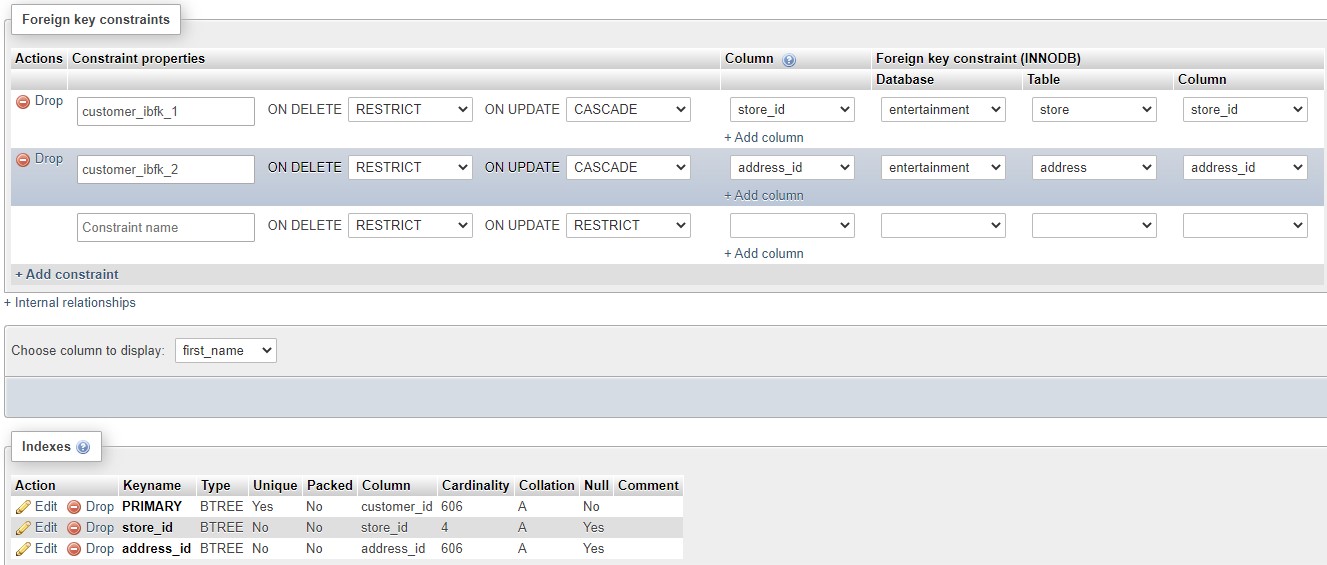 Foreign key constraints
Actions Constraint properties Column Foreign key constraint (INNODB)
Database Table Column
Drop customer_ibfk_1 ON DELETE RESTRICT ON UPDATE CASCADE store_id entertainment store store_id
+ Add column
Drop customer_ibfk_2 ON DELETE RESTRICT ON UPDATE CASCADE address_id entertainment address address_id
+ Add column
Constraint name ON DELETE RESTRICT ON UPDATE RESTRICT
+ Add column
+ Add constraint
+ Internal relationships
Choose column to display: first_name
Indexes
Action Keyname Type Unique Packed Column Cardinality Collation Null Comment
Edit Drop PRIMARY BTREE Yes No customer_id 606 A No
Edit Drop store_id BTREE No No store_id 4 A Yes
Edit Drop address_id BTREE No No address_id 606 A Yes